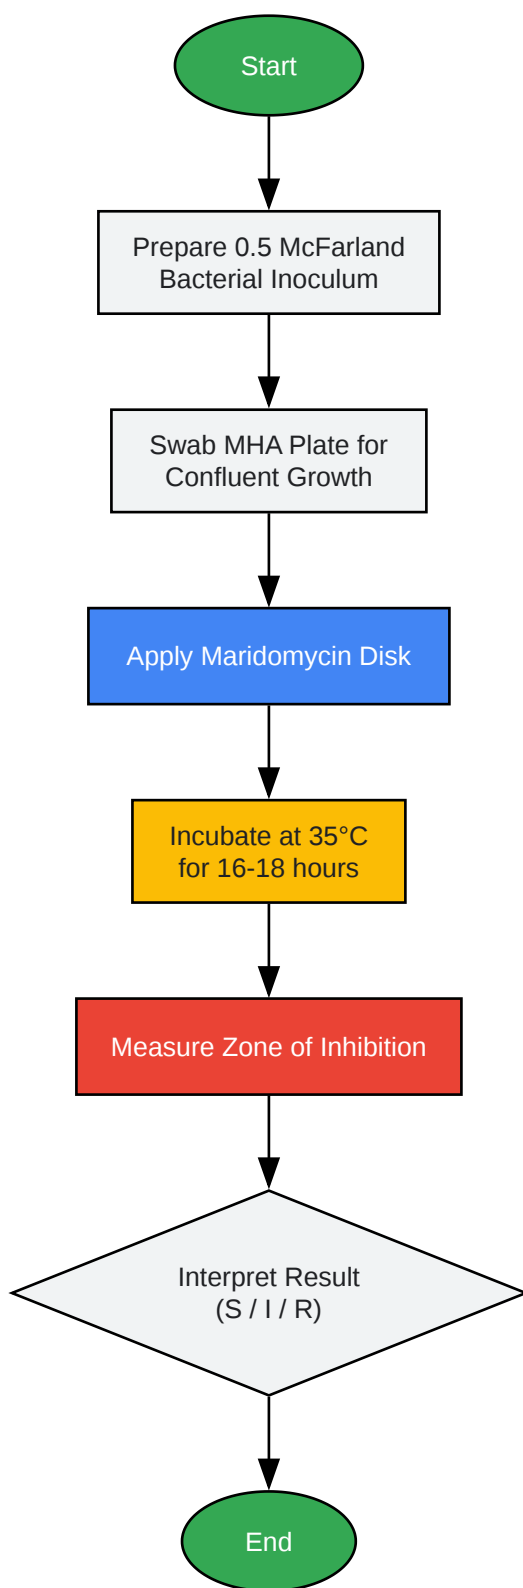 Start
Prepare 0.5 McFarland
Bacterial Inoculum
Swab MHA Plate for
Confluent Growth
Apply Maridomycin Disk
Incubate at 35°C
for 16-18 hours
Measure Zone of Inhibition
Interpret Result
(S / I / R)
End